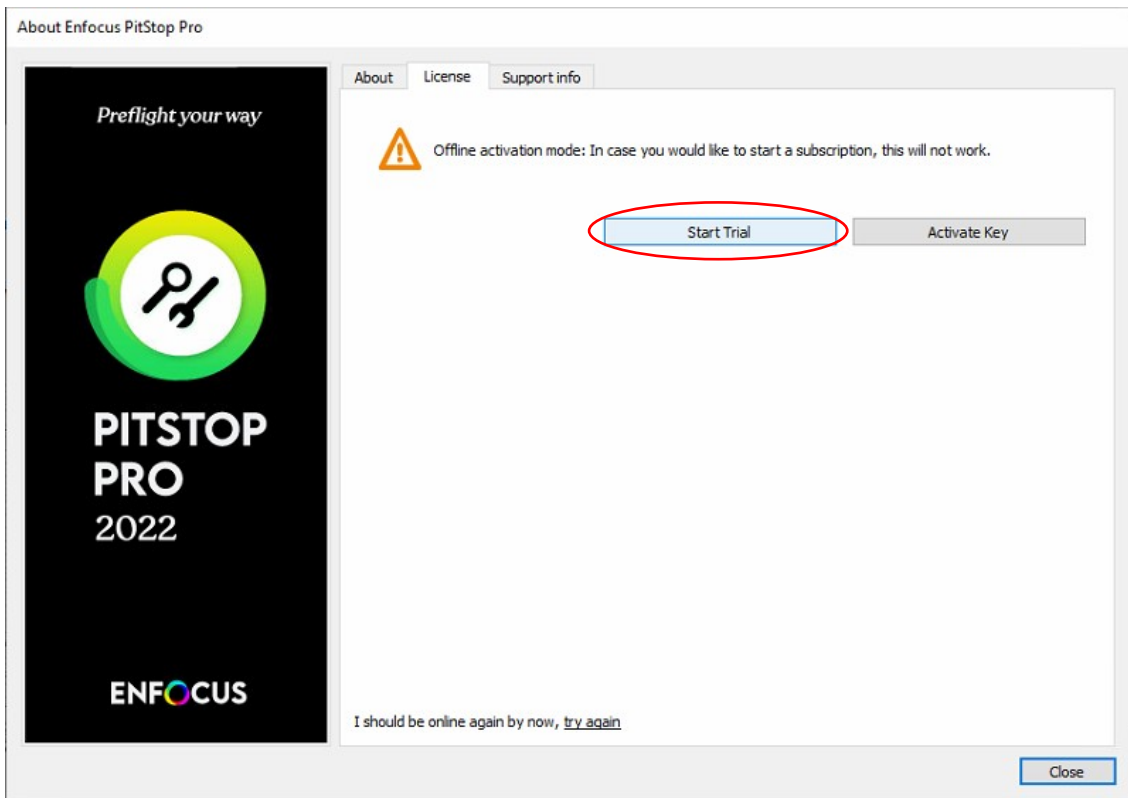 About Enfocus PitStop Pro
Preflight your way
PITSTOP
PRO
2022
ENFOCUS
About License Support info
Offline activation mode: In case you would like to start a subscription, this will not work.
Start Trial Activate Key
I should be online again by now, try again
Close